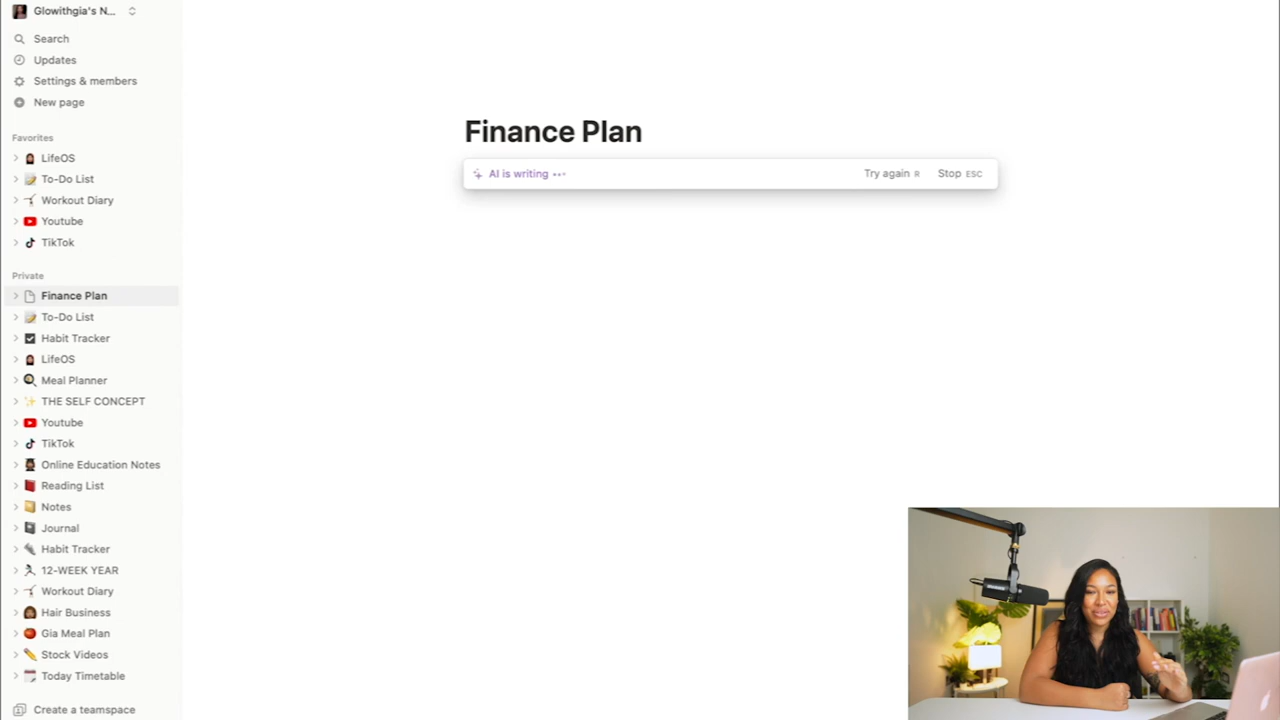 Glowithgia's N...
Search
Updates
Settings & members
New page
Favorites
LifeOS
To-Do List
Workout Diary
Youtube
TikTok
Private
Finance Plan
To-Do List
Habit Tracker
LifeOS
Meal Planner
THE SELF CONCEPT
Youtube
TikTok
Online Education Notes
Reading List
Notes
Journal
Habit Tracker
12-WEEK YEAR
Workout Diary
Hair Business
Gia Meal Plan
Stock Videos
Today Timetable
Create a teamspace
Finance Plan
AI is writing
Try again R
Stop ESC